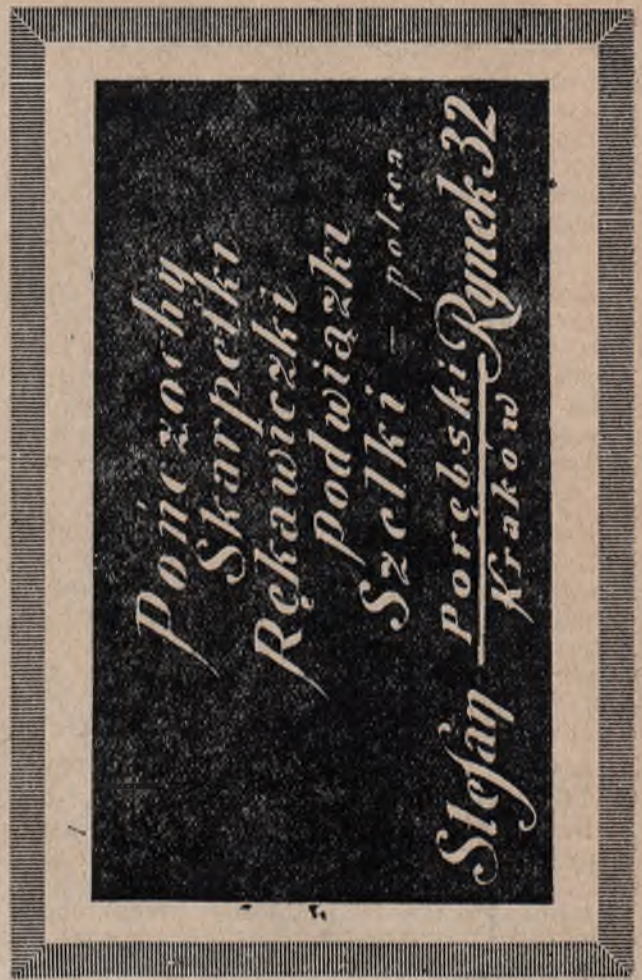 Pończochy
Skarpetki
Rękawiczki
Podwiązki
Szelki – poleca
Stefan Porębski Rynek 32
Kraków